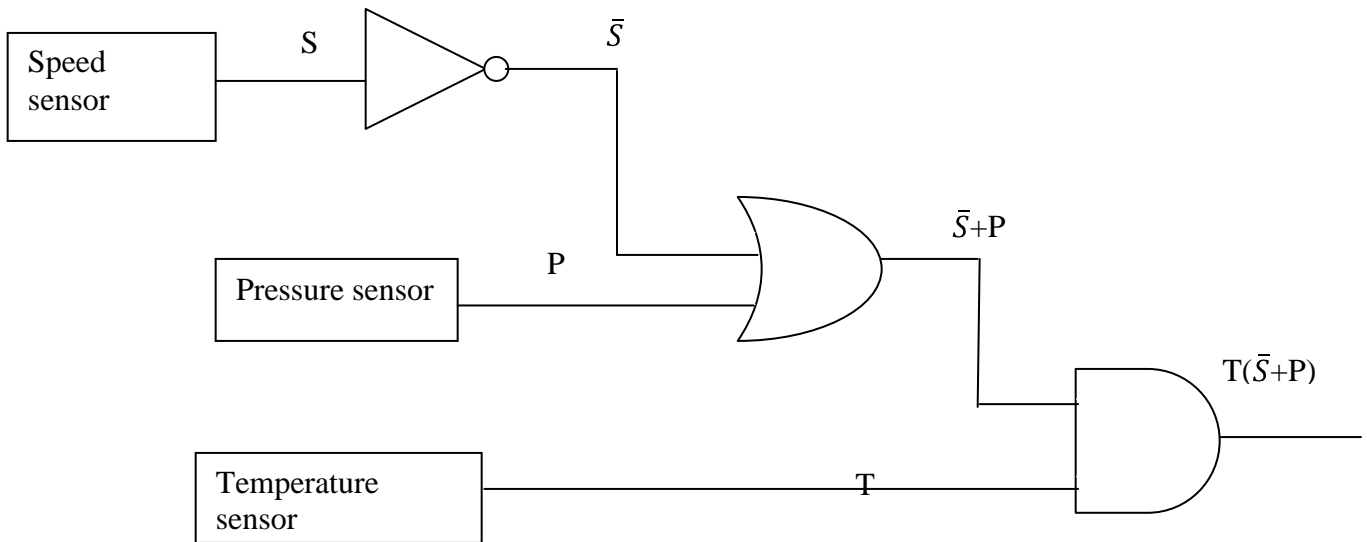 Speed
sensor
S
S̄
Pressure sensor
P
S̄+P
T(S̄+P)
Temperature
sensor
T